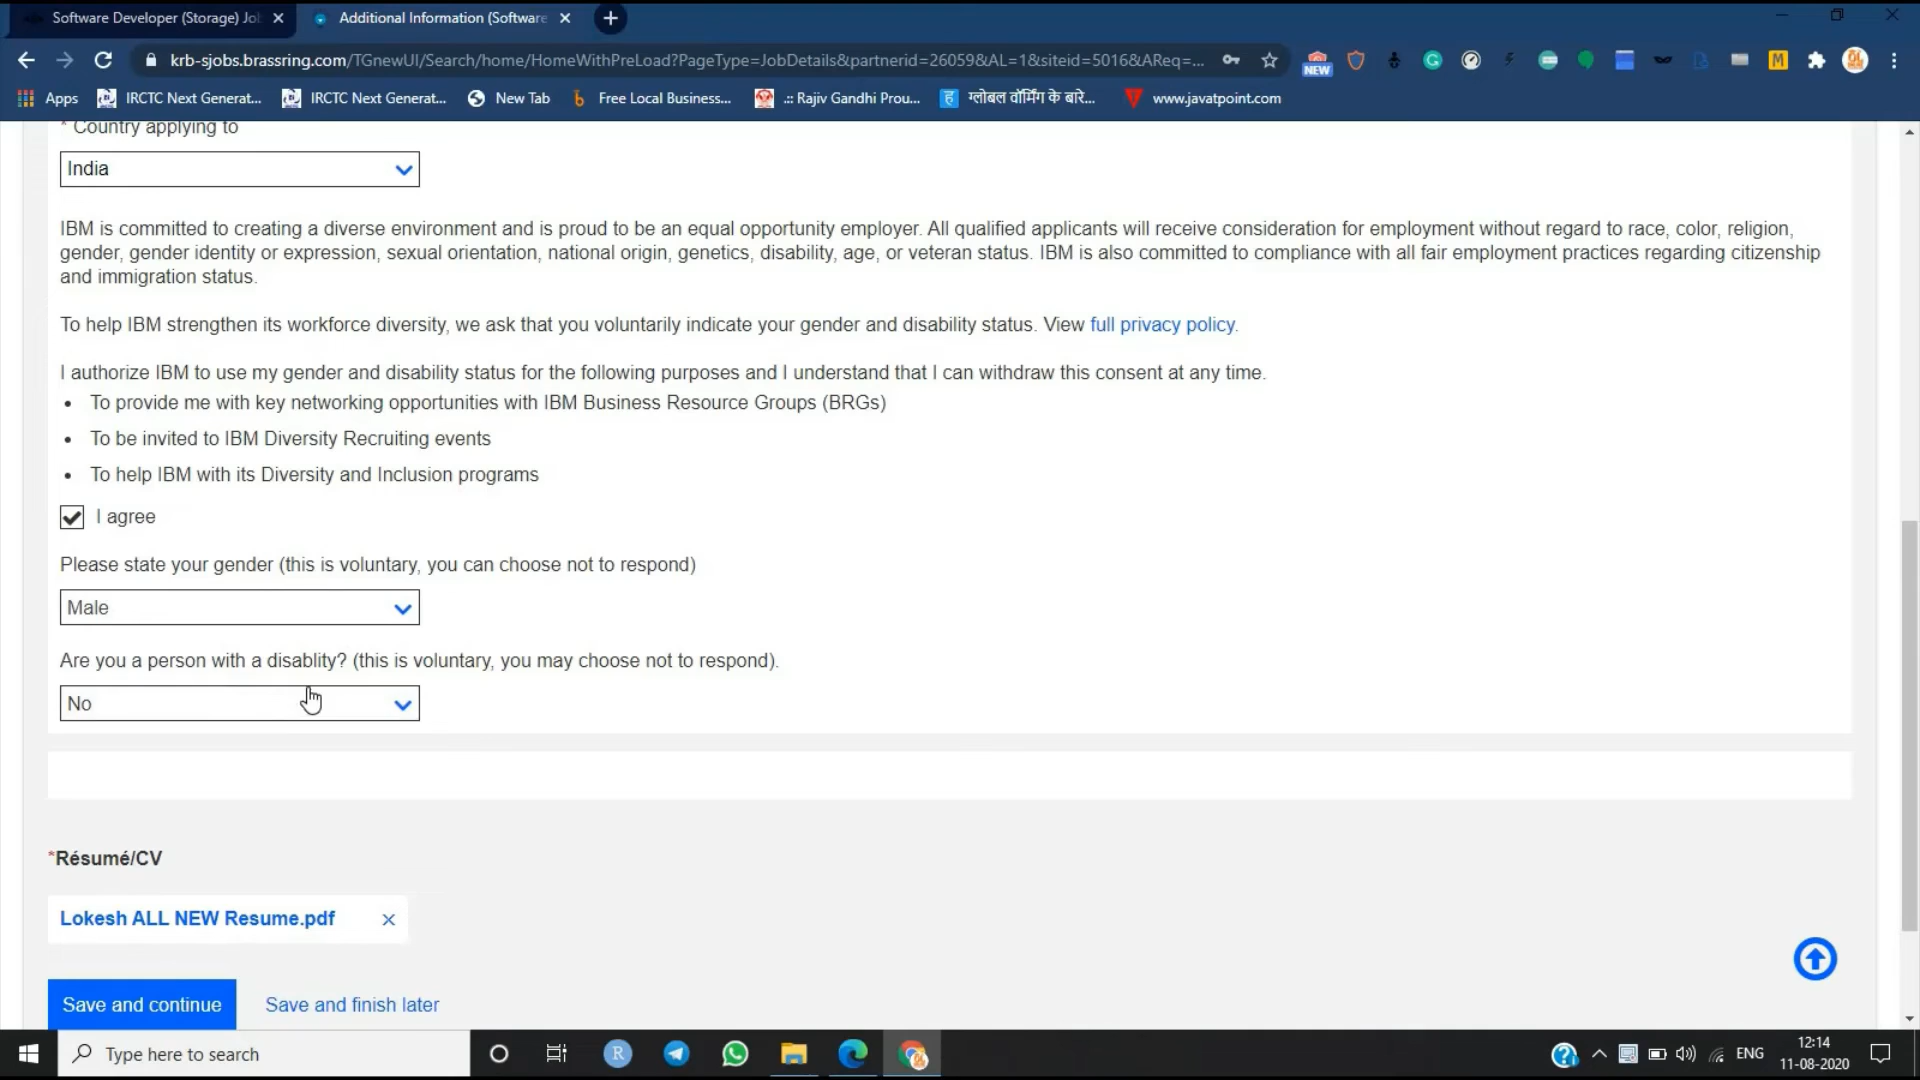 Software Developer (Storage) Jo
Additional Information (Software
krb-sjobs.brassring.com/TGnewUI/Search/home/HomeWithPreLoad?PageType=JobDetails&partnerid=26059&AL=1&siteid=5016&AReq=...
NEW
M
Apps
IRCTC Next Generat...
IRCTC Next Generat...
New Tab
Free Local Business...
.:: Rajiv Gandhi Prou...
ग्लोबल वॉर्मिंग के बारे...
www.javatpoint.com
* Country applying to
India
IBM is committed to creating a diverse environment and is proud to be an equal opportunity employer. All qualified applicants will receive consideration for employment without regard to race, color, religion,
gender, gender identity or expression, sexual orientation, national origin, genetics, disability, age, or veteran status. IBM is also committed to compliance with all fair employment practices regarding citizenship
and immigration status.
To help IBM strengthen its workforce diversity, we ask that you voluntarily indicate your gender and disability status. View full privacy policy.
I authorize IBM to use my gender and disability status for the following purposes and I understand that I can withdraw this consent at any time.
• To provide me with key networking opportunities with IBM Business Resource Groups (BRGs)
• To be invited to IBM Diversity Recruiting events
• To help IBM with its Diversity and Inclusion programs
I agree
Please state your gender (this is voluntary, you can choose not to respond)
Male
Are you a person with a disablity? (this is voluntary, you may choose not to respond).
No
*Résumé/CV
Lokesh ALL NEW Resume.pdf
Save and continue
Save and finish later
Type here to search
R
ENG
12:14
11-08-2020